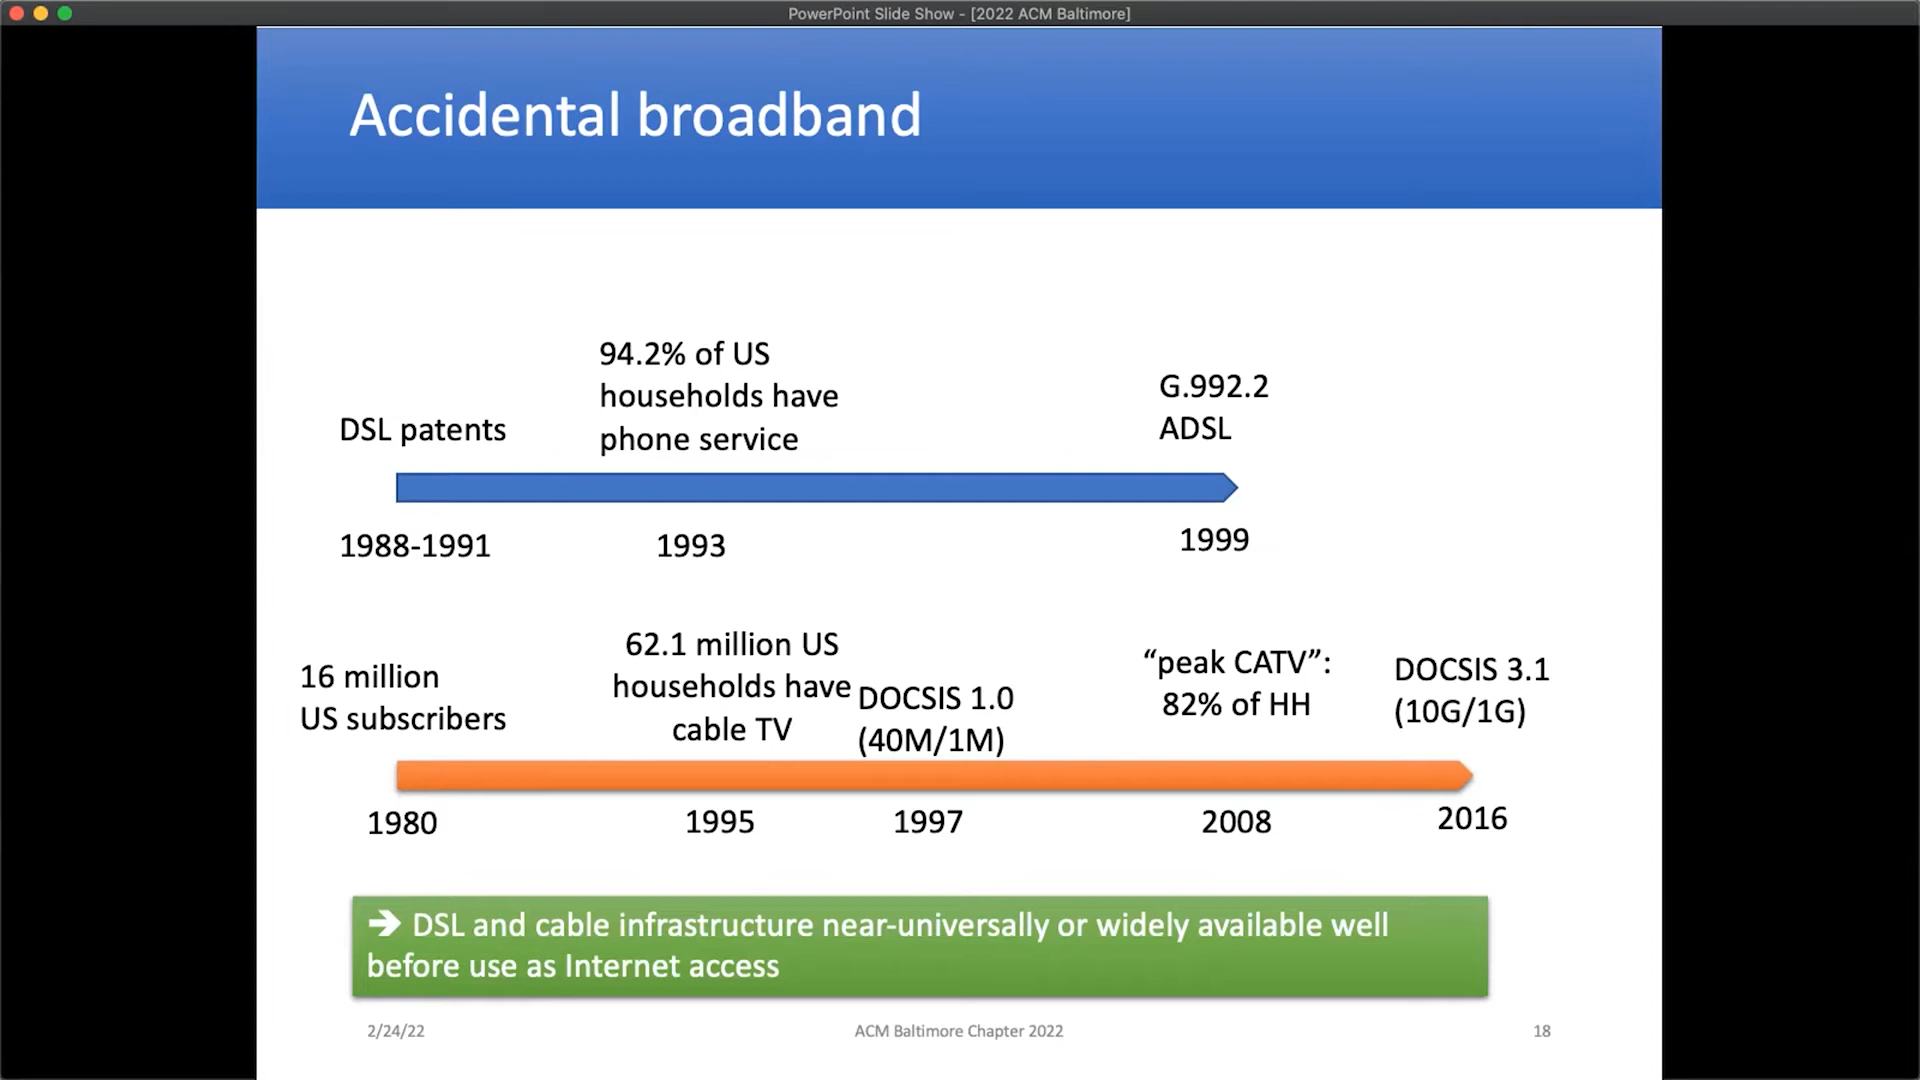 PowerPoint Slide Show - [2022 ACM Baltimore]
Accidental broadband
94.2% of US
households have
phone service
DSL patents
G.992.2
ADSL
1988-1991
1993
1999
16 million
US subscribers
62.1 million US
households have
cable TV
DOCSIS 1.0
(40M/1M)
“peak CATV”:
82% of HH
DOCSIS 3.1
(10G/1G)
1980
1995
1997
2008
2016
➔ DSL and cable infrastructure near-universally or widely available well
before use as Internet access
2/24/22
ACM Baltimore Chapter 2022
18